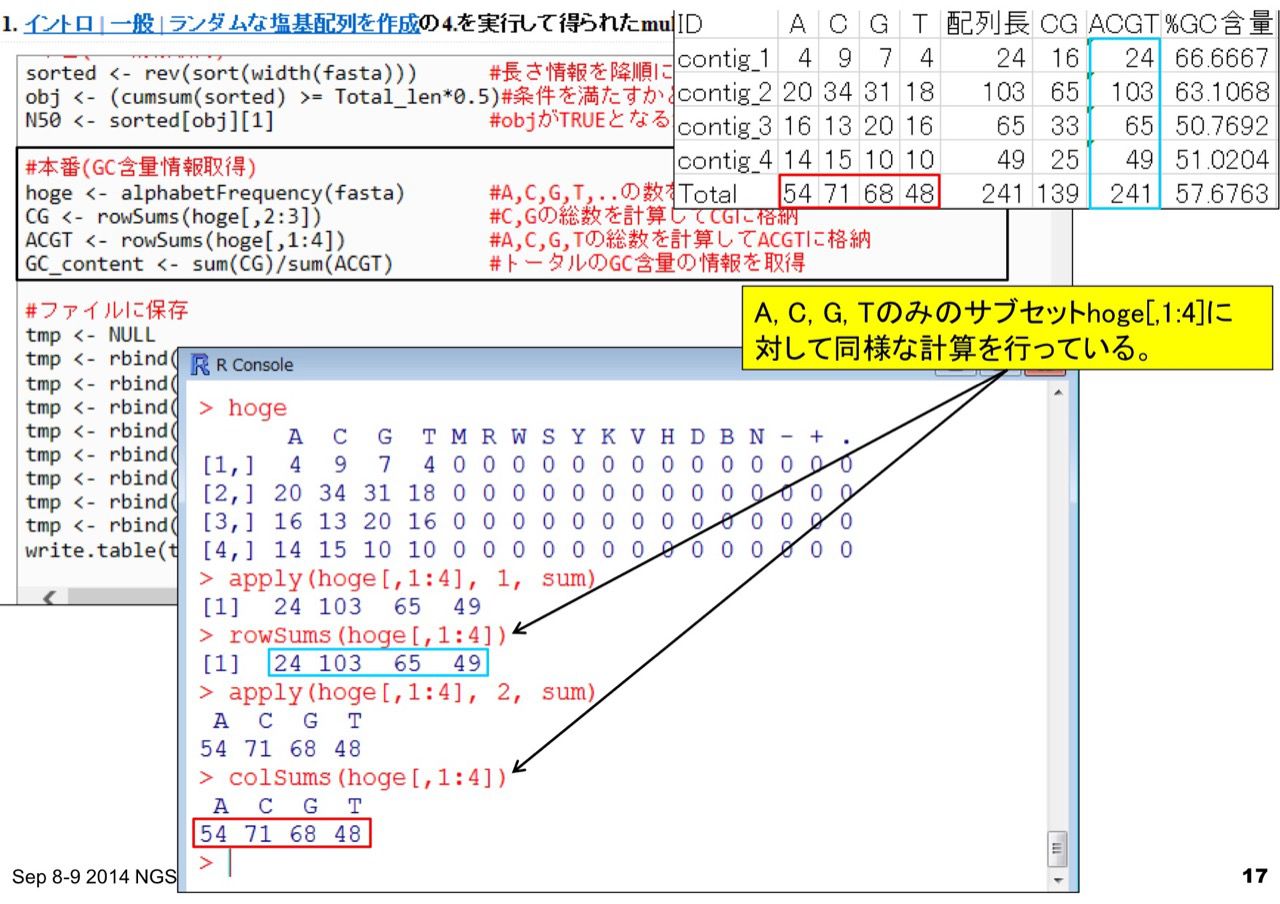 1. イントロ | 一般 | ランダムな塩基配列を作成の4.を実行して得られたmul
sorted <- rev(sort(width(fasta))) #長さ情報を降順に
obj <- (cumsum(sorted) >= Total_len*0.5)#条件を満たすか
N50 <- sorted[obj][1] #objがTRUEとなる
#本番(GC含量情報取得)
hoge <- alphabetFrequency(fasta) #A,C,G,T,..の数を
CG <- rowSums(hoge[,2:3]) #C,Gの総数を計算してCGに格納
ACGT <- rowSums(hoge[,1:4]) #A,C,G,Tの総数を計算してACGTに格納
GC_content <- sum(CG)/sum(ACGT) #トータルのGC含量の情報を取得
#ファイルに保存
tmp <- NULL
tmp <- rbind(
tmp <- rbind(
tmp <- rbind(
tmp <- rbind(
tmp <- rbind(
tmp <- rbind(
tmp <- rbind(
tmp <- rbind(
write.table(t
ID A C G T 配列長 CG ACGT %GC含量
contig_1 4 9 7 4 24 16 24 66.6667
contig_2 20 34 31 18 103 65 103 63.1068
contig_3 16 13 20 16 65 33 65 50.7692
contig_4 14 15 10 10 49 25 49 51.0204
Total 54 71 68 48 241 139 241 57.6763
A, C, G, Tのみのサブセットhoge[,1:4]に
対して同様な計算を行っている。
R Console
> hoge
A C G T M R W S Y K V H D B N - + .
[1,] 4 9 7 4 0 0 0 0 0 0 0 0 0 0 0 0 0 0
[2,] 20 34 31 18 0 0 0 0 0 0 0 0 0 0 0 0 0 0
[3,] 16 13 20 16 0 0 0 0 0 0 0 0 0 0 0 0 0 0
[4,] 14 15 10 10 0 0 0 0 0 0 0 0 0 0 0 0 0 0
> apply(hoge[,1:4], 1, sum)
[1] 24 103 65 49
> rowSums(hoge[,1:4])
[1] 24 103 65 49
> apply(hoge[,1:4], 2, sum)
A C G T
54 71 68 48
> colSums(hoge[,1:4])
A C G T
54 71 68 48
>
Sep 8-9 2014 NGS
17